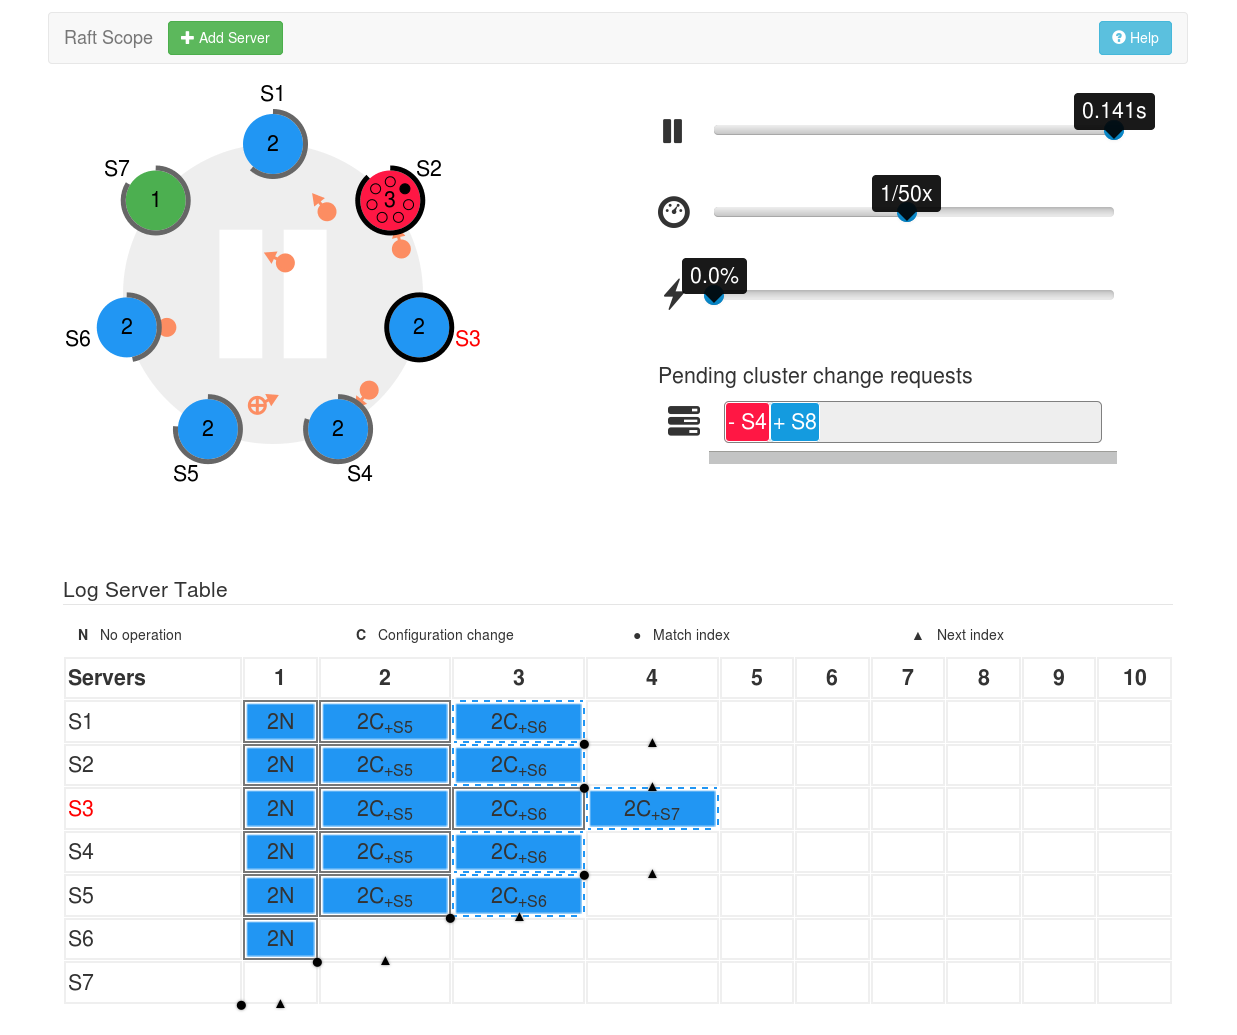 Raft Scope
Add Server
Help
S1
2
S7
1
S2
3
S6
2
2
S3
2
S5
2
S4
0.141s
1/50x
0.0%
Pending cluster change requests
- S4 + S8
Log Server Table
N No operation
C Configuration change
● Match index
▲ Next index
Servers 1 2 3 4 5 6 7 8 9 10
S1 2N 2C+S5 2C+S6
S2 2N 2C+S5 2C+S6
S3 2N 2C+S5 2C+S6 2C+S7
S4 2N 2C+S5 2C+S6
S5 2N 2C+S5 2C+S6
S6 2N
S7